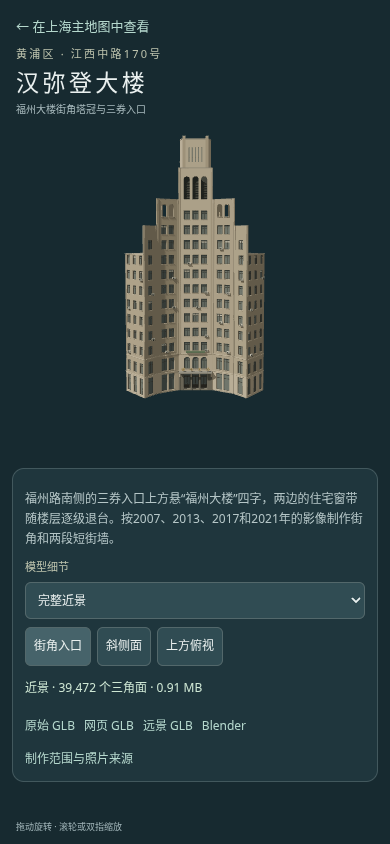 ← 在上海主地图中查看
黄浦区 · 江西中路170号
汉弥登大楼
福州大楼街角塔冠与三券入口
福州路南侧的三券入口上方悬“福州大楼”四字，两边的住宅窗带
随楼层逐级退台。按2007、2013、2017和2021年的影像制作街
角和两段短街墙。
模型细节
完整近景
街角入口 斜侧面 上方俯视
近景 · 39,472 个三角面 · 0.91 MB
原始 GLB 网页 GLB 远景 GLB Blender
制作范围与照片来源
拖动旋转 · 滚轮或双指缩放